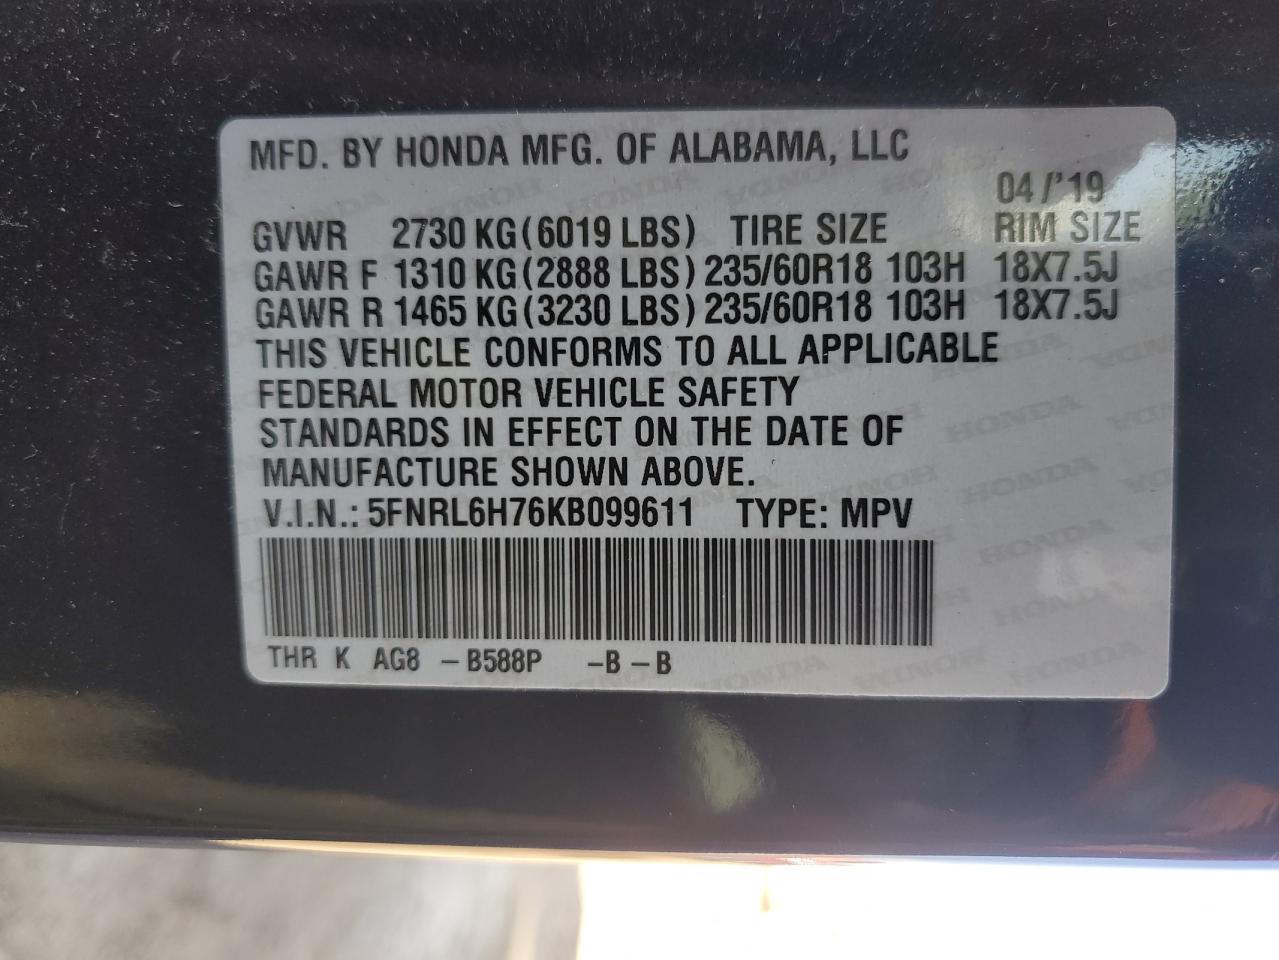 MFD. BY HONDA MFG. OF ALABAMA, LLC
04/'19
GVWR 2730 KG (6019 LBS) TIRE SIZE RIM SIZE
GAWR F 1310 KG (2888 LBS) 235/60R18 103H 18X7.5J
GAWR R 1465 KG (3230 LBS) 235/60R18 103H 18X7.5J
THIS VEHICLE CONFORMS TO ALL APPLICABLE
FEDERAL MOTOR VEHICLE SAFETY
STANDARDS IN EFFECT ON THE DATE OF
MANUFACTURE SHOWN ABOVE.
V.I.N.: 5FNRL6H76KB099611 TYPE: MPV
THR K AG8 -B588P -B -B